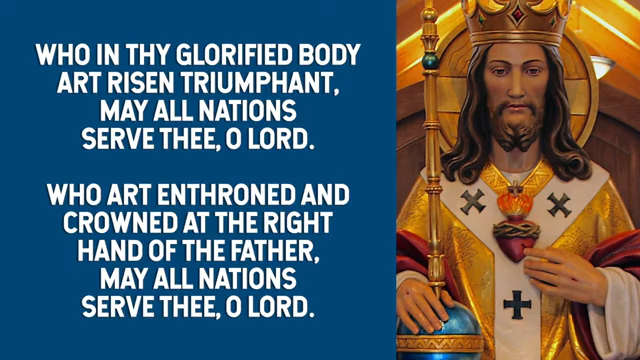 WHO IN THY GLORIFIED BODY
ART RISEN TRIUMPHANT,
MAY ALL NATIONS
SERVE THEE, O LORD.
WHO ART ENTHRONED AND
CROWNED AT THE RIGHT
HAND OF THE FATHER,
MAY ALL NATIONS
SERVE THEE, O LORD.